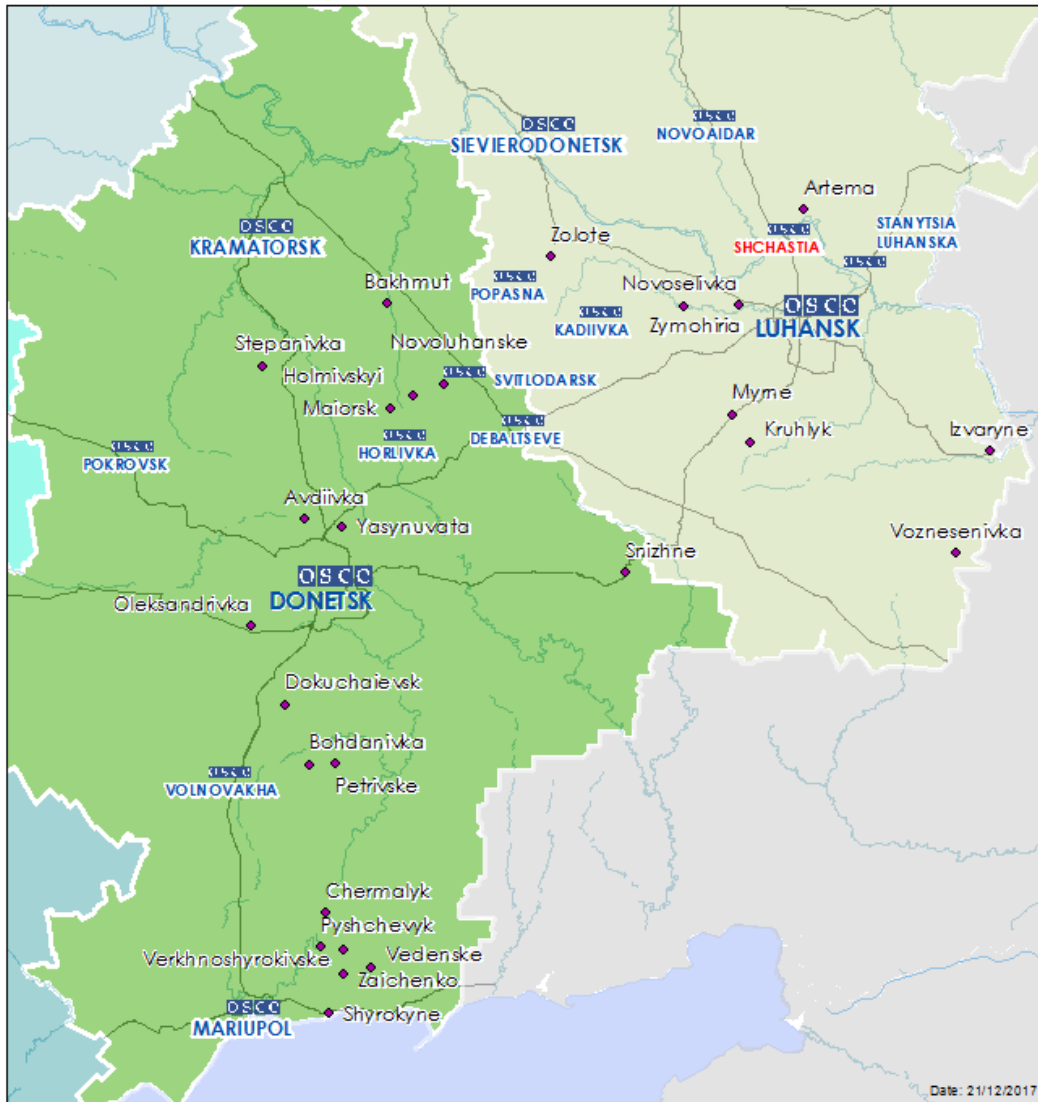 OSCE
SIEVIERODONETSK
OSCE
NOVOAIDAR
Artema
OSCE
KRAMATORSK
Zolote
OSCE
SHCHASTIA
STANYTSIA
LUHANSKA
OSCE
OSCE
POPASNA
Bakhmut
Novoselivka
OSCE
KADIIVKA
Zymohiria
OSCE
LUHANSK
Stepanivka
Novoluhanske
Holmivskyi
OSCE
SVITLODARSK
Maiorsk
OSCE
DEBALTSEVE
Myrne
OSCE
HORLIVKA
Kruhlyk
Izvaryne
OSCE
POKROVSK
Avdiivka
Yasynuvata
Snizhne
Voznesenivka
OSCE
DONETSK
Oleksandrivka
Dokuchaievsk
Bohdanivka
OSCE
VOLNOVAKHA
Petrivske
Chermalyk
Pyshchevyk
Verkhnoshyrokivske
Vedenske
Zaichenko
OSCE
MARIUPOL
Shyrokyne
Date: 21/12/2017